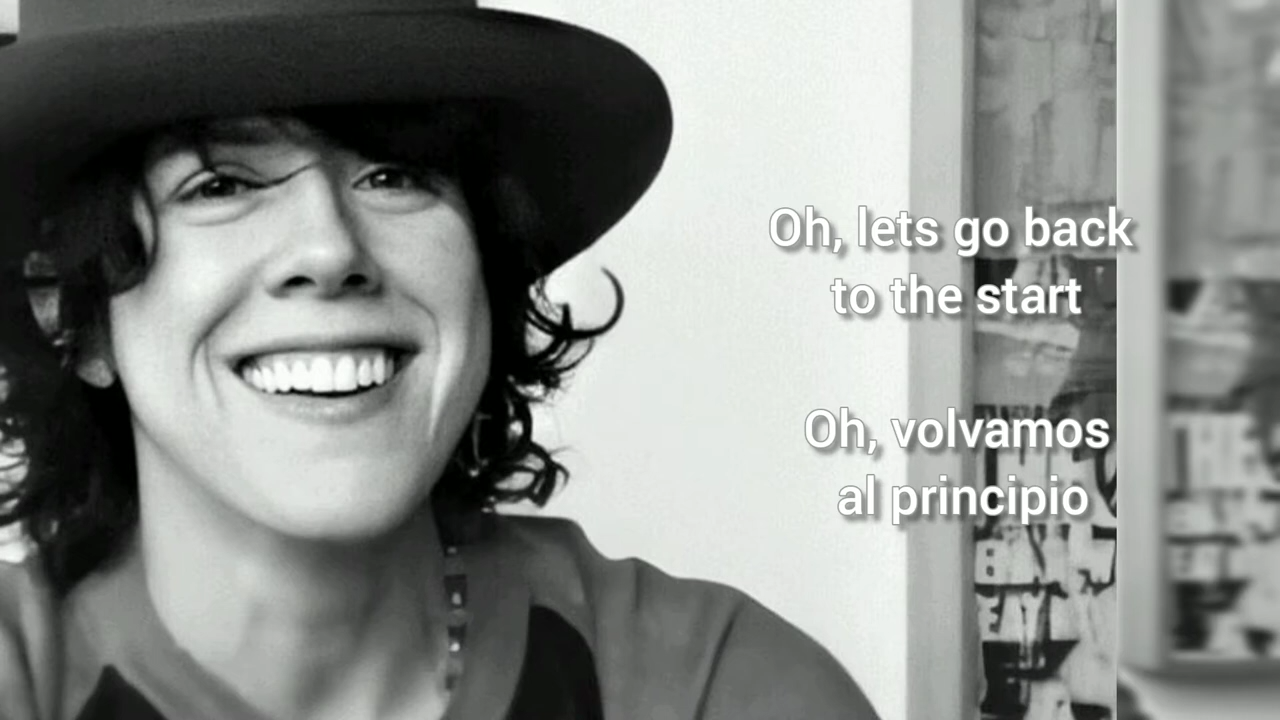 Oh, lets go back
to the start
Oh, volvamos
al principio